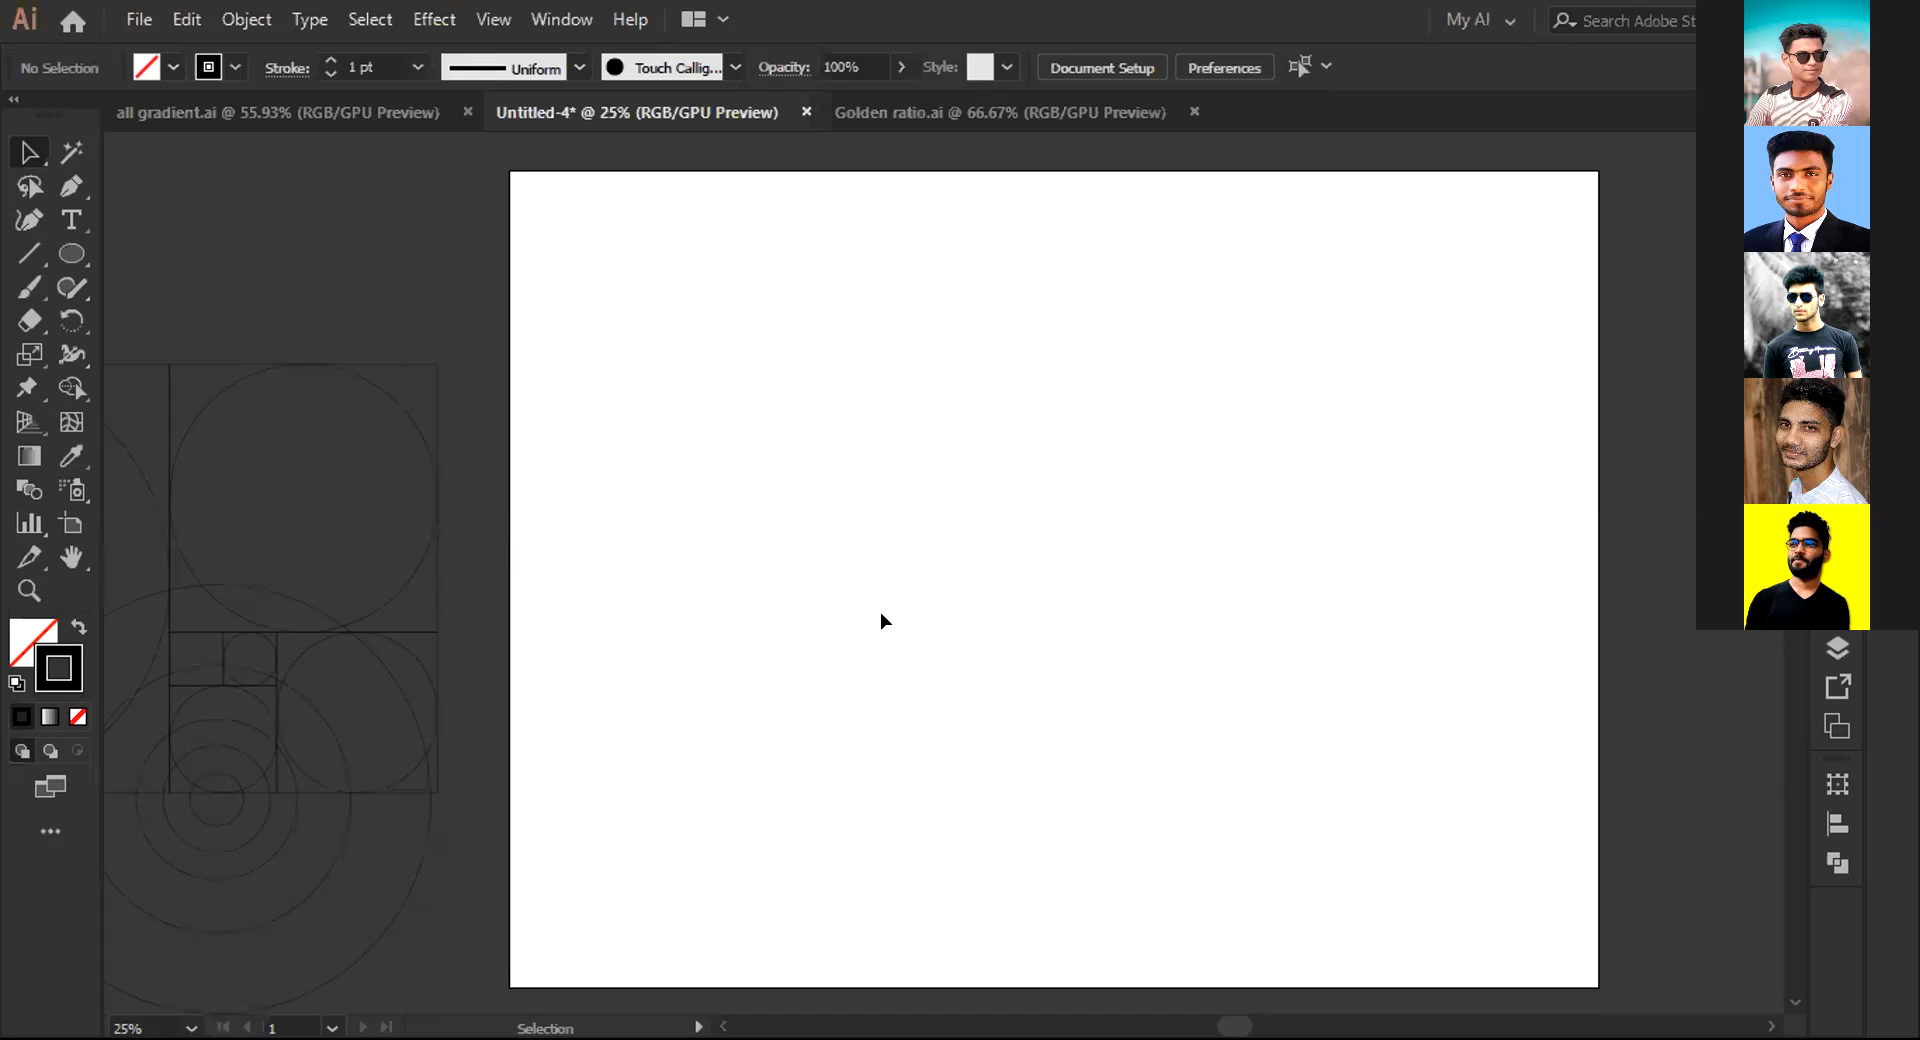 Ai File Edit Object Type Select Effect View Window Help My AI Search Adobe St
No Selection Stroke: 1 pt Uniform Touch Callig... Opacity: 100% Style: Document Setup Preferences
all gradient.ai @ 55.93% (RGB/GPU Preview) × Untitled-4* @ 25% (RGB/GPU Preview) × Golden ratio.ai @ 66.67% (RGB/GPU Preview) ×
T
25% 1 Selection